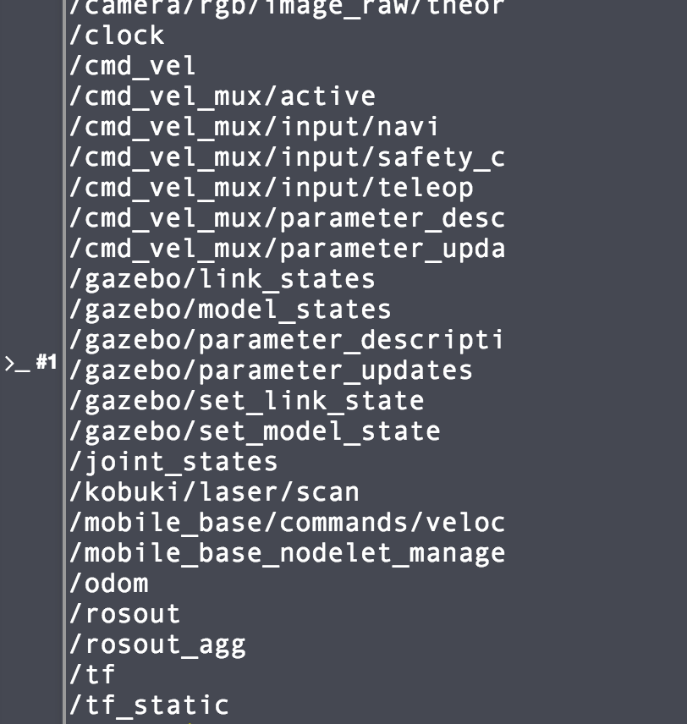 /camera/rgb/image_raw/theor
/clock
/cmd_vel
/cmd_vel_mux/active
/cmd_vel_mux/input/navi
/cmd_vel_mux/input/safety_c
/cmd_vel_mux/input/teleop
/cmd_vel_mux/parameter_desc
/cmd_vel_mux/parameter_upda
/gazebo/link_states
/gazebo/model_states
/gazebo/parameter_descripti
>_ #1
/gazebo/parameter_updates
/gazebo/set_link_state
/gazebo/set_model_state
/joint_states
/kobuki/laser/scan
/mobile_base/commands/veloc
/mobile_base_nodelet_manage
/odom
/rosout
/rosout_agg
/tf
/tf_static